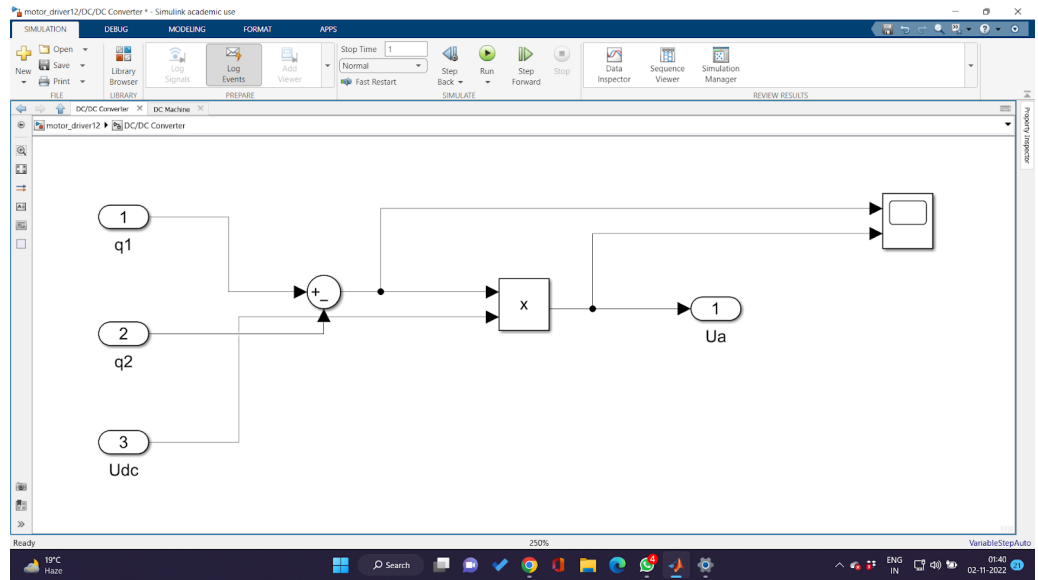 motor_driver12/DC/DC Converter * - Simulink academic use
SIMULATION DEBUG MODELING FORMAT APPS
New
Open
Save
Print
FILE
Library Browser
LIBRARY
Log Signals
Log Events
Add Viewer
PREPARE
Stop Time 1
Normal
Fast Restart
Step Back
Run
Step Forward
Stop
SIMULATE
Data Inspector
Sequence Viewer
Simulation Manager
REVIEW RESULTS
DC/DC Converter DC Machine
motor_driver12 DC/DC Converter
Property Inspector
1
q1
2
q2
3
Udc
+
−
x
1
Ua
Ready 250% VariableStepAuto
19°C
Haze
Search
4
ENG
IN
01:40
02-11-2022
21